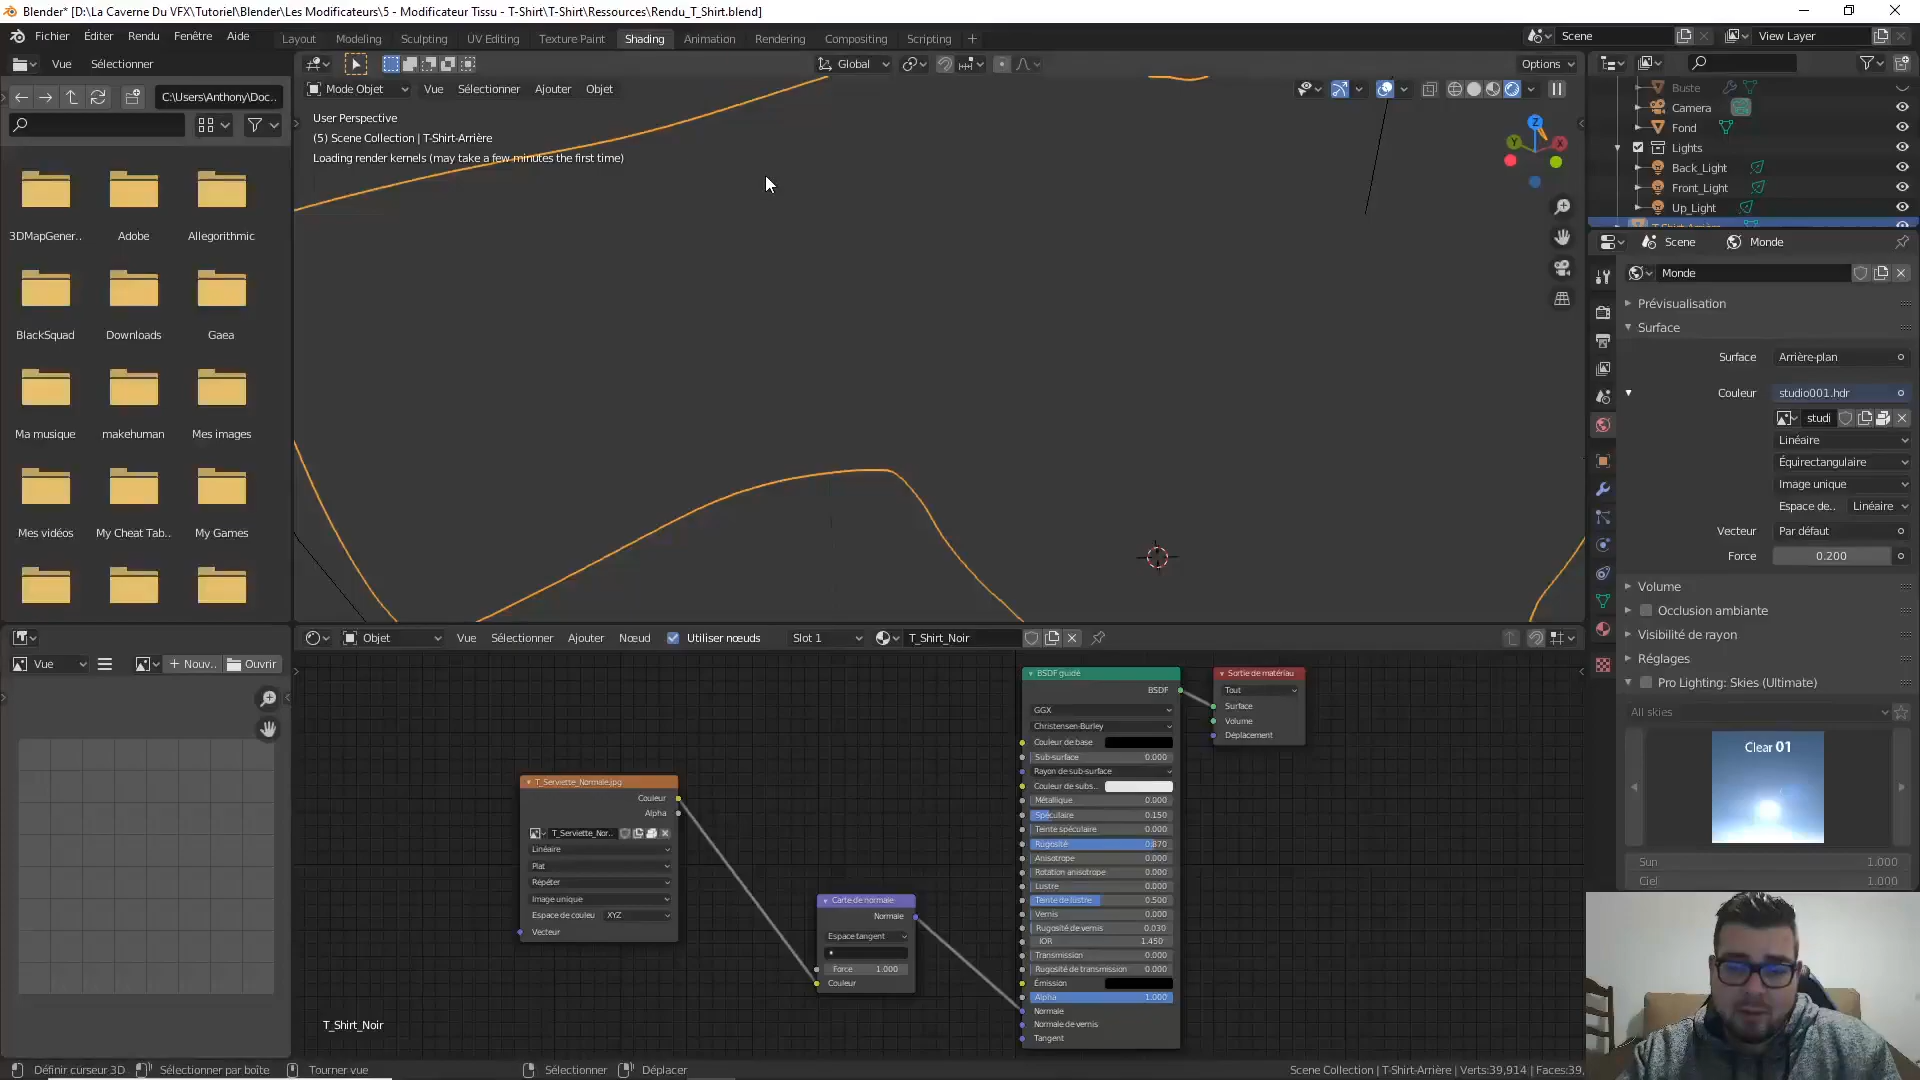 Blender* [D:\La Caverne Du VFX\Tutoriel\Blender\Les Modificateurs\5 - Modificateur Tissu - T-Shirt\T-Shirt\Ressources\Rendu_T_Shirt.blend]
Fichier Éditer Rendu Fenêtre Aide
Layout Modeling Sculpting UV Editing Texture Paint Shading Animation Rendering Compositing Scripting +
Scene View Layer
Vue Sélectionner
Global
Options
C:\Users\Anthony\Doc..
Mode Objet Vue Sélectionner Ajouter Objet
User Perspective
(5) Scene Collection | T-Shirt-Arrière
Loading render kernels (may take a few minutes the first time)
Z
Y
X
3DMapGener.. Adobe Allegorithmic
BlackSquad Downloads Gaea
Ma musique makehuman Mes images
Mes vidéos My Cheat Tab.. My Games
Buste
Camera
Fond
Lights
Back_Light
Front_Light
Up_Light
T-Shirt-Arrière
Scene Monde
Monde
Prévisualisation
Surface
Surface Arrière-plan
Couleur studio001.hdr
studi
Linéaire
Équirectangulaire
Image unique
Espace de.. Linéaire
Vecteur Par défaut
Force 0.200
Volume
Occlusion ambiante
Visibilité de rayon
Réglages
Pro Lighting: Skies (Ultimate)
All skies
Clear 01
Sun 1.000
Ciel 1.000
Vue + Nouv.. Ouvrir
Objet Vue Sélectionner Ajouter Nœud Utiliser nœuds Slot 1 T_Shirt_Noir
T_Serviette_Normale.jpg
Couleur
Alpha
T_Serviette_Nor..
Linéaire
Plat
Répéter
Image unique
Espace de couleu XYZ
Vecteur
Carte de normale
Normale
Espace tangent
Force 1.000
Couleur
BSDF guidé
BSDF
GGX
Christensen-Burley
Couleur de base
Sub-surface 0.000
Rayon de sub-surface
Couleur de subs..
Métallique 0.000
Spéculaire 0.150
Teinte spéculaire 0.000
Rugosité 0.870
Anisotrope 0.000
Rotation anisotrope 0.000
Lustre 0.000
Teinte de lustre 0.500
Vernis 0.000
Rugosité de vernis 0.030
IOR 1.450
Transmission 0.000
Rugosité de transmission 0.000
Émission
Alpha 1.000
Normale
Normale de vernis
Tangent
Sortie de matériau
Tout
Surface
Volume
Déplacement
T_Shirt_Noir
Définir curseur 3D Sélectionner par boîte Tourner vue Sélectionner Déplacer
Scene Collection | T-Shirt-Arrière | Verts:39,914 | Faces:39,